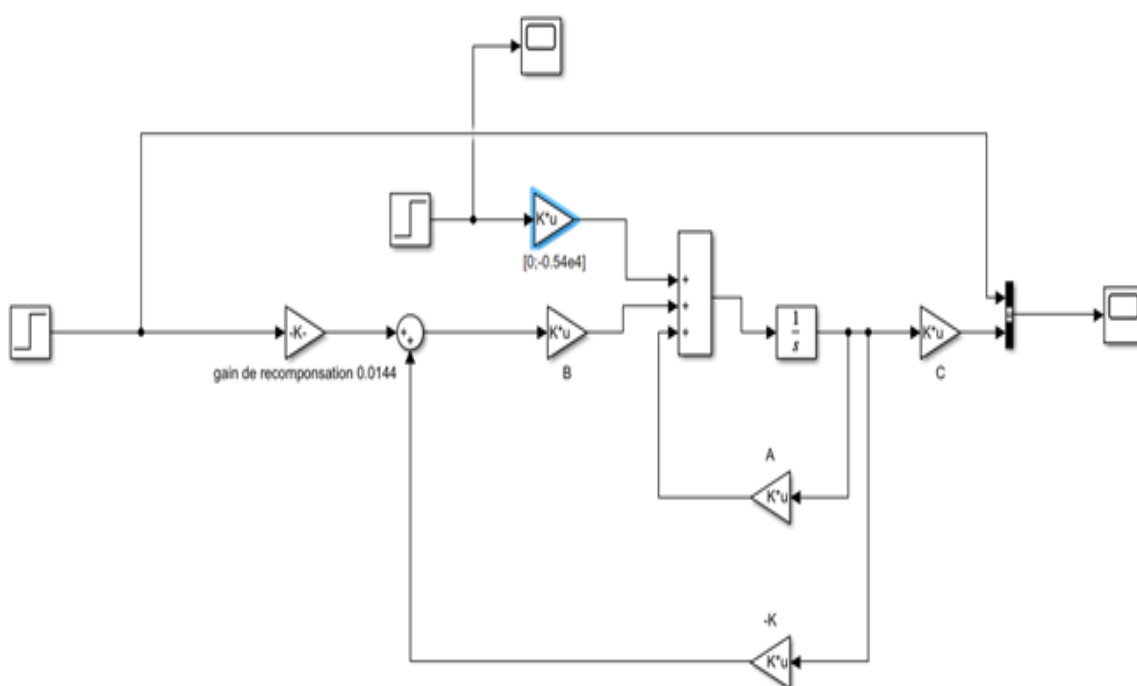 K*u
[0;-0.54e4]
-K-
gain de recomponsation 0.0144
+
+
K*u
B
+
+
+
1
s
K*u
C
A
K*u
-K
K*u